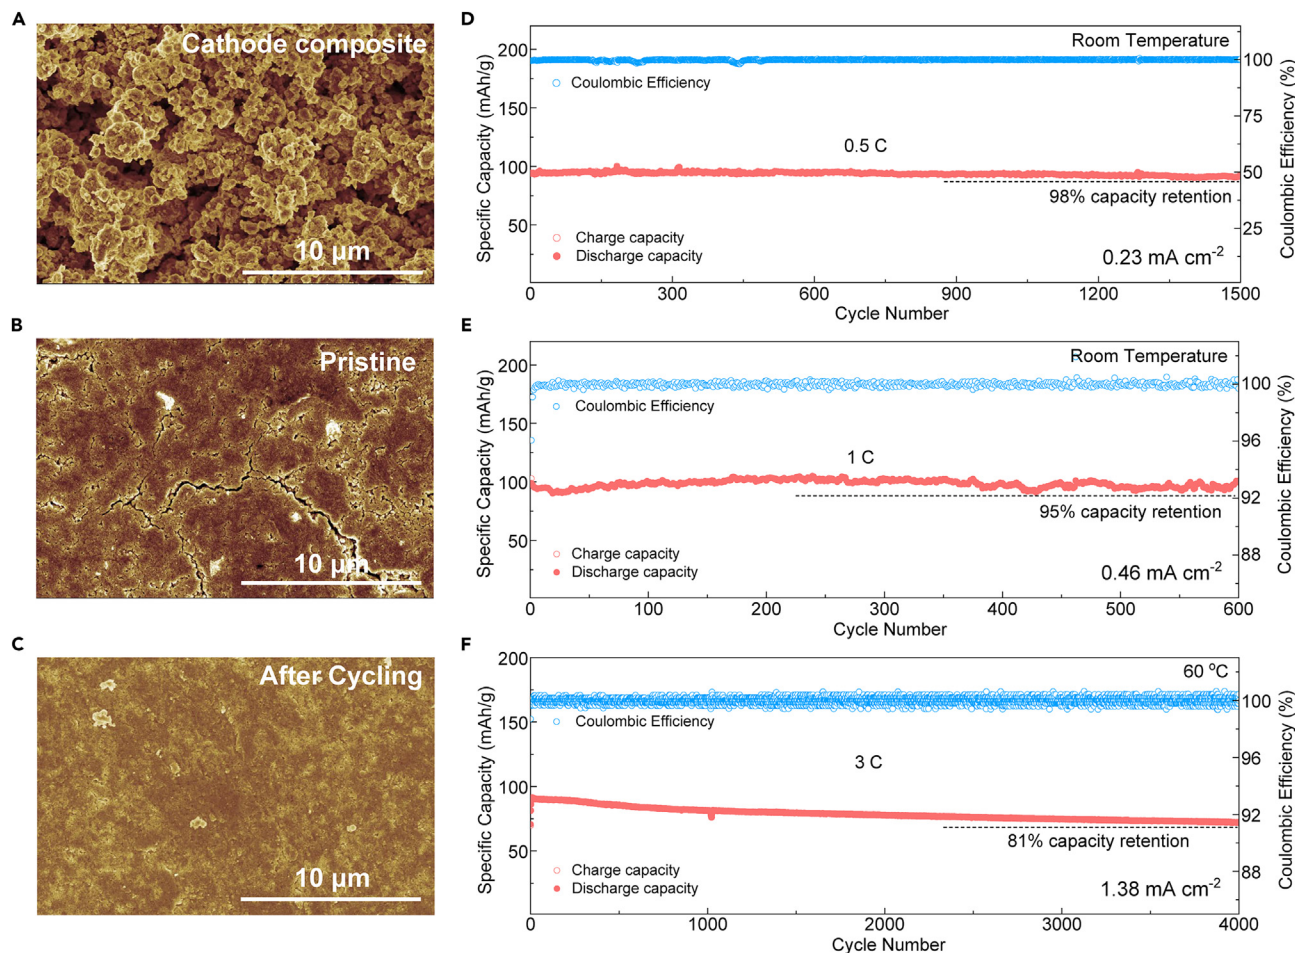 A
Cathode composite
10 µm
B
Pristine
10 µm
C
After Cycling
10 µm
D
Room Temperature
Coulombic Efficiency
0.5 C
98% capacity retention
Charge capacity
Discharge capacity
0.23 mA cm⁻²
Specific Capacity (mAh/g)
200
150
100
50
Coulombic Efficiency (%)
100
75
50
25
0 300 600 900 1200 1500
Cycle Number
E
Room Temperature
Coulombic Efficiency
1 C
95% capacity retention
Charge capacity
Discharge capacity
0.46 mA cm⁻²
Specific Capacity (mAh/g)
200
150
100
50
Coulombic Efficiency (%)
100
96
92
88
0 100 200 300 400 500 600
Cycle Number
F
60 ºC
Coulombic Efficiency
3 C
81% capacity retention
Charge capacity
Discharge capacity
1.38 mA cm⁻²
Specific Capacity (mAh/g)
200
150
100
50
Coulombic Efficiency (%)
100
96
92
88
0 1000 2000 3000 4000
Cycle Number